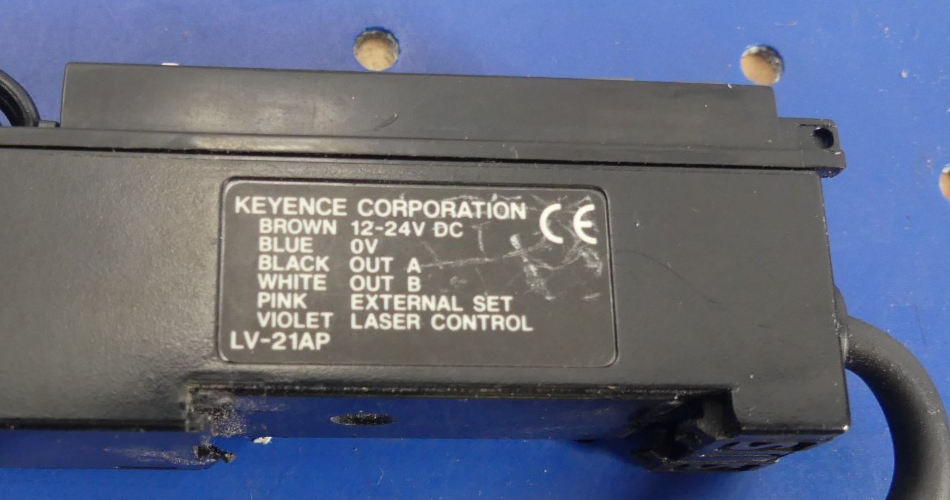 KEYENCE CORPORATION CE
BROWN 12-24V DC
BLUE 0V
BLACK OUT A
WHITE OUT B
PINK EXTERNAL SET
VIOLET LASER CONTROL
LV-21AP